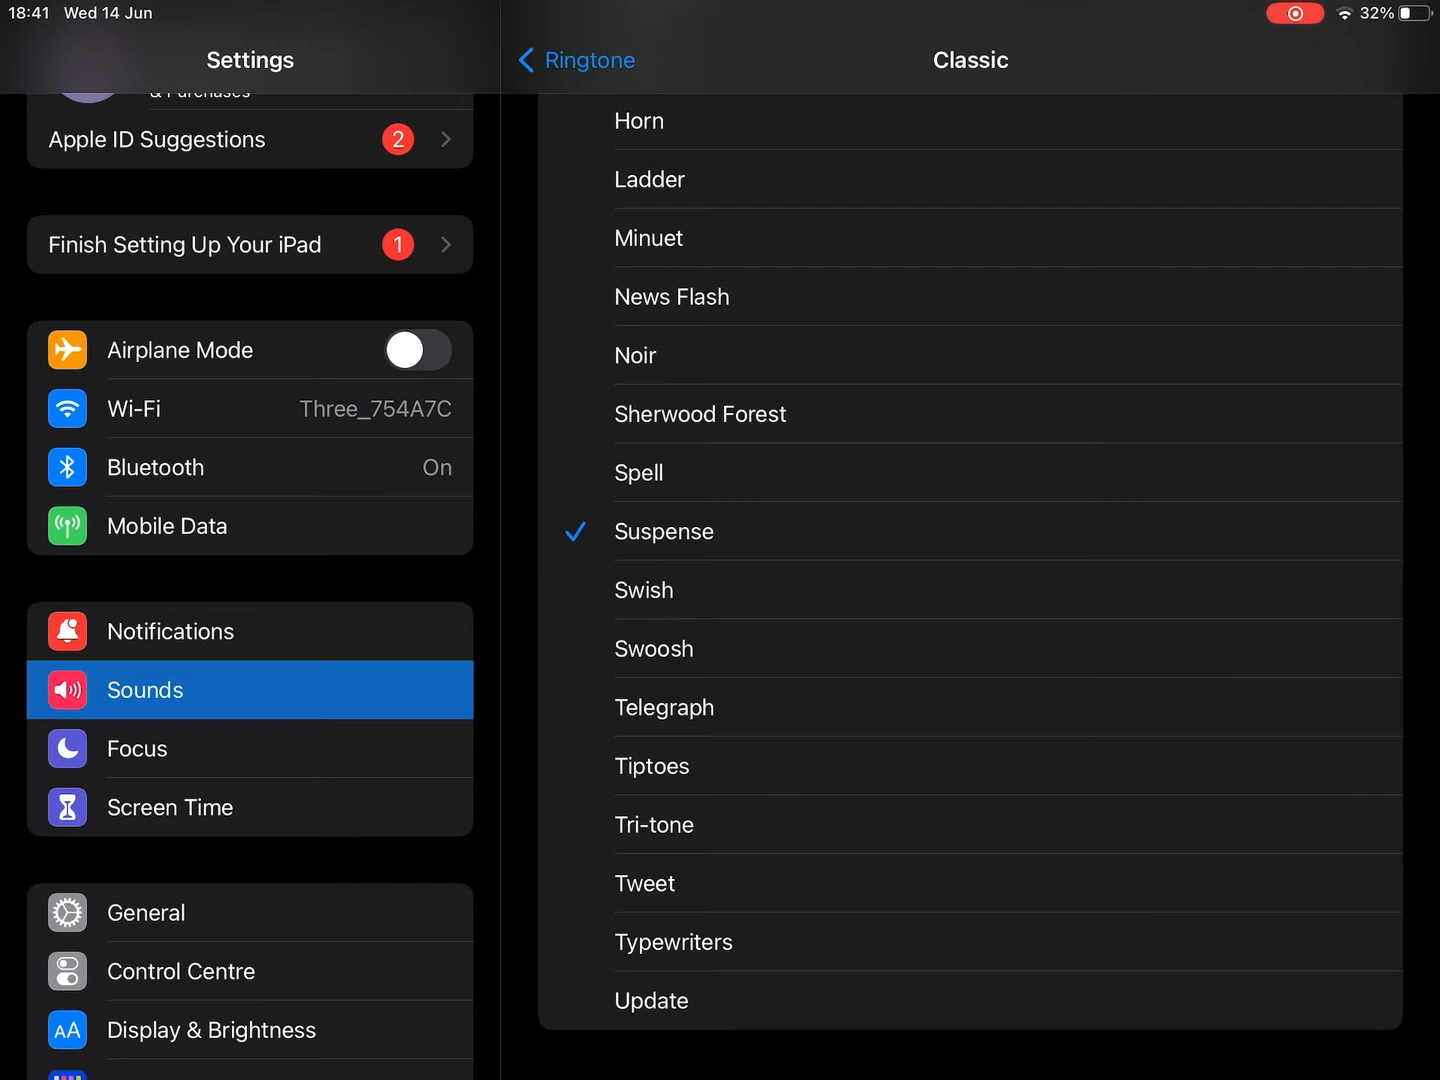 18:41 Wed 14 Jun
32%
Settings
& Purchases
Apple ID Suggestions 2
Finish Setting Up Your iPad 1
Airplane Mode
Wi-Fi Three_754A7C
Bluetooth On
Mobile Data
Notifications
Sounds
Focus
Screen Time
General
Control Centre
AA Display & Brightness
Ringtone
Classic
Horn
Ladder
Minuet
News Flash
Noir
Sherwood Forest
Spell
Suspense
Swish
Swoosh
Telegraph
Tiptoes
Tri-tone
Tweet
Typewriters
Update